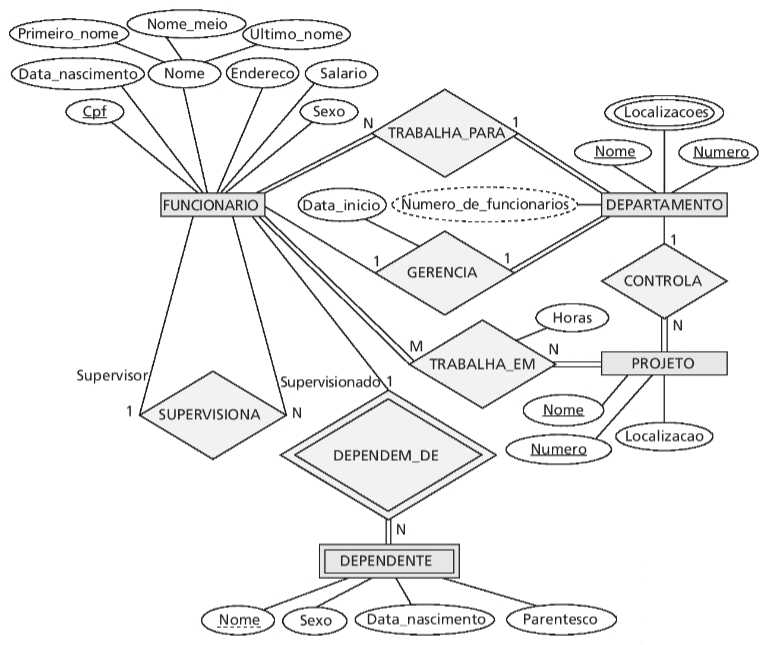 Nome_meio
Primeiro_nome
Ultimo_nome
Data_nascimento
Nome
Endereco
Salario
Cpf
Sexo
N
TRABALHA_PARA
1
Localizacoes
Nome
Numero
FUNCIONARIO
Data_inicio
Numero_de_funcionarios
DEPARTAMENTO
1
GERENCIA
1
1
CONTROLA
N
Horas
M
TRABALHA_EM
N
PROJETO
Supervisor
1
SUPERVISIONA
N
Supervisionado
1
Nome
Numero
Localizacao
DEPENDEM_DE
N
DEPENDENTE
Nome
Sexo
Data_nascimento
Parentesco